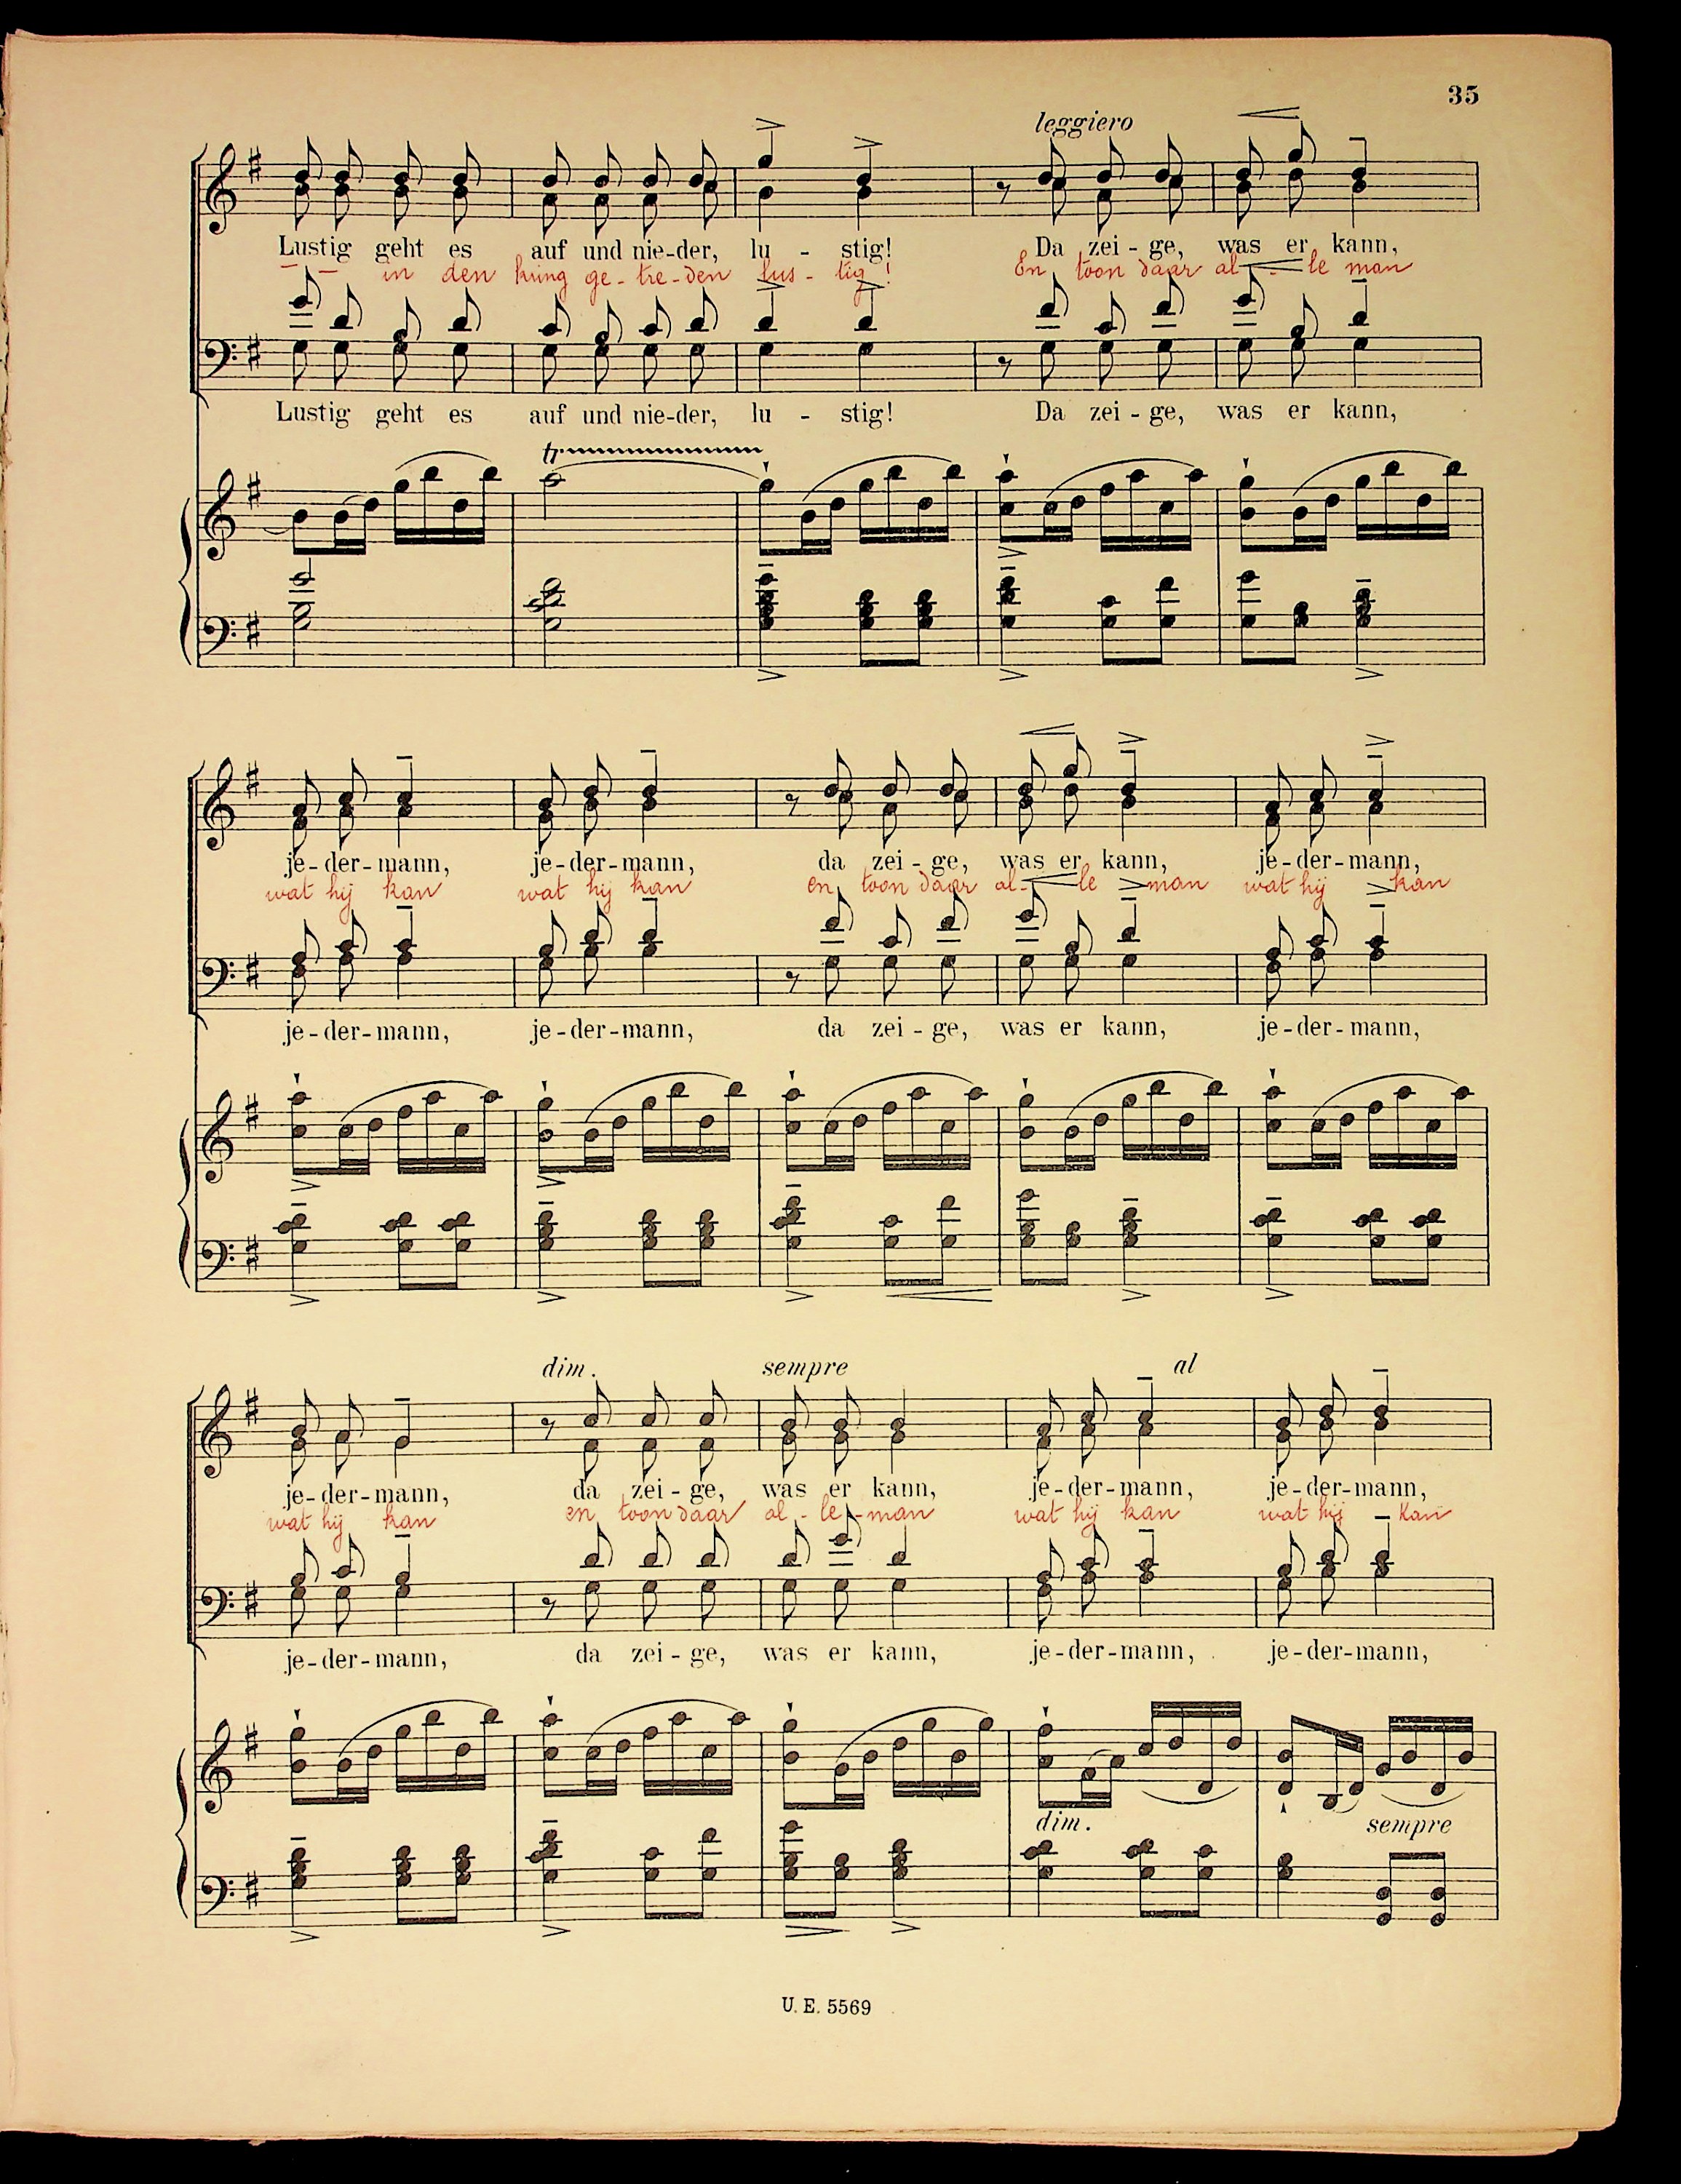 35
leggiero
Lustig geht es auf und nie-der, lu - stig! Da zei - ge, was er kann,
in den kring ge-tre-den lus-tig! En toon daar al - le man
Lustig geht es auf und nie-der, lu - stig! Da zei - ge, was er kann,
tr
je-der-mann, je-der-mann, da zei - ge, was er kann, je-der-mann,
wat hij kan wat hij kan en toon daar al-le man wat hij kan
je-der-mann, je-der-mann, da zei - ge, was er kann, je-der-mann,
dim. sempre al
je-der-mann, da zei - ge, was er kann, je-der-mann, je-der-mann,
wat hij kan en toon daar al-le-man wat hij kan wat hij kan
je-der-mann, da zei - ge, was er kann, je-der-mann, je-der-mann,
dim. sempre
U. E. 5569